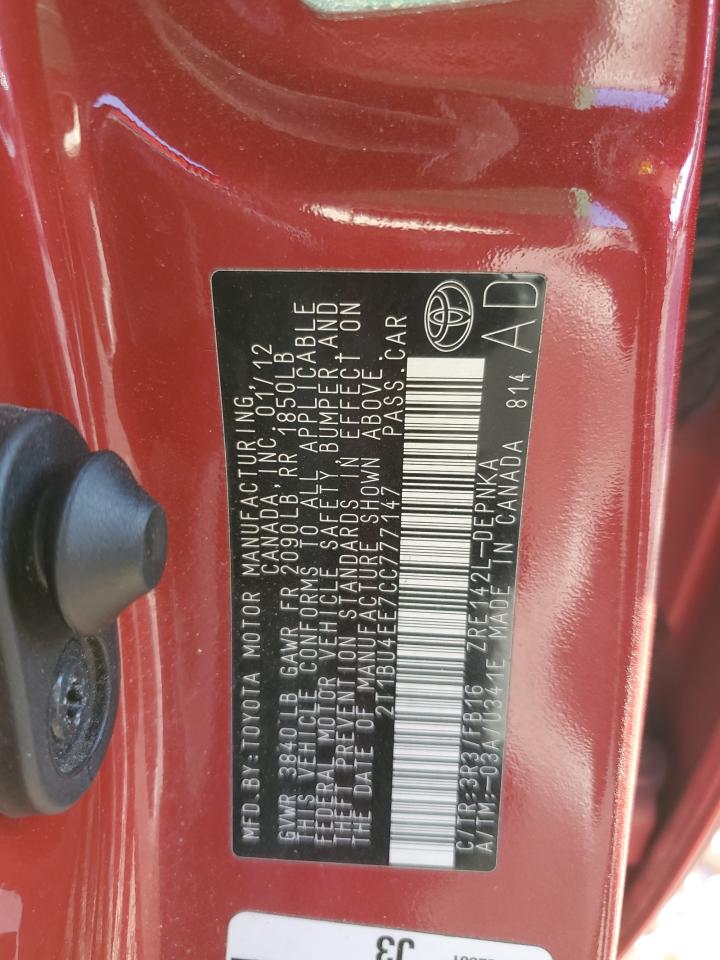 MFD. BY: TOYOTA MOTOR MANUFACTURING,
CANADA, INC. 01/12
GVWR 3840 LB GAWR FR 2090LB, RR 1850LB
THIS VEHICLE CONFORMS TO ALL APPLICABLE
FEDERAL MOTOR VEHICLE SAFETY, BUMPER, AND
THEFT PREVENTION STANDARDS IN EFFECT ON
THE DATE OF MANUFACTURE SHOWN ABOVE.
2T1BU4EE7CC777147 PASS.CAR
C/TR:3R3/FB16 ZRE142L-DEPNKA
A/TM:-03A/U341E MADE IN CANADA 814
AD
J3